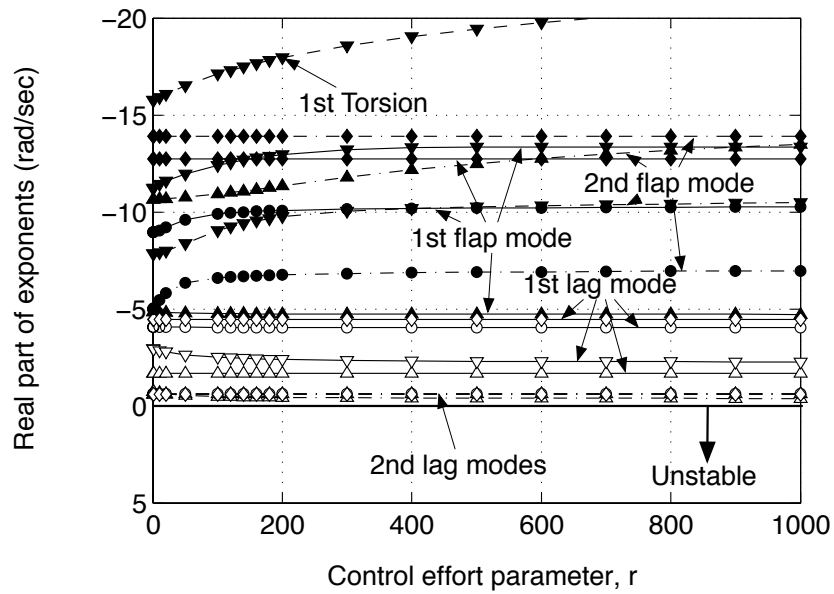 −20
−15
−10
−5
0
5
Real part of exponents (rad/sec)
1st Torsion
2nd flap mode
1st flap mode
1st lag mode
2nd lag modes
Unstable
0
200
400
600
800
1000
Control effort parameter, r